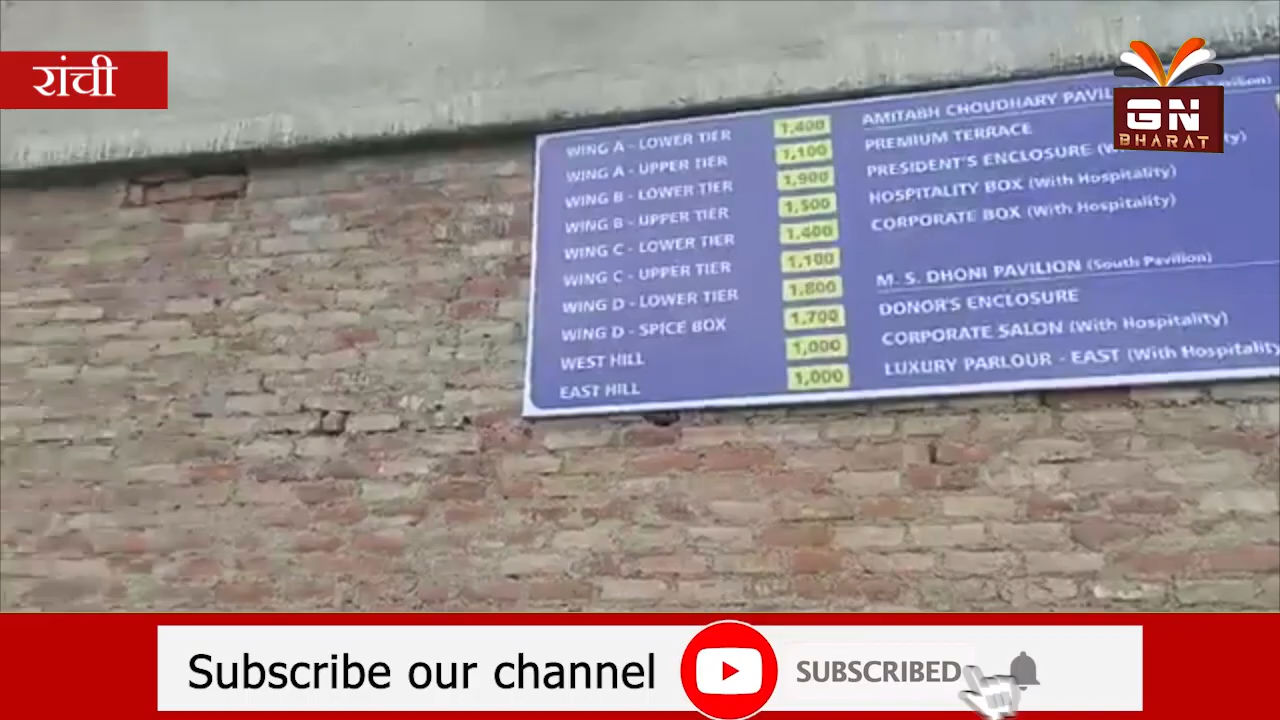 रांची
GN
BHARAT
WING A - LOWER TIER 1,400
WING A - UPPER TIER 1,100
WING B - LOWER TIER 1,900
WING B - UPPER TIER 1,500
WING C - LOWER TIER 1,400
WING C - UPPER TIER 1,100
WING D - LOWER TIER 1,800
WING D - SPICE BOX 1,700
WEST HILL 1,000
EAST HILL 1,000
AMITABH CHOUDHARY
PREMIUM TERRACE
PRESIDENT'S ENCLOSURE
HOSPITALITY BOX (With Hospitality)
CORPORATE BOX (With Hospitality)
M. S. DHONI PAVILION (South Pavilion)
DONOR'S ENCLOSURE
CORPORATE SALON (With Hospitality)
LUXURY PARLOUR - EAST (With Hospitality
Subscribe our channel
SUBSCRIBED